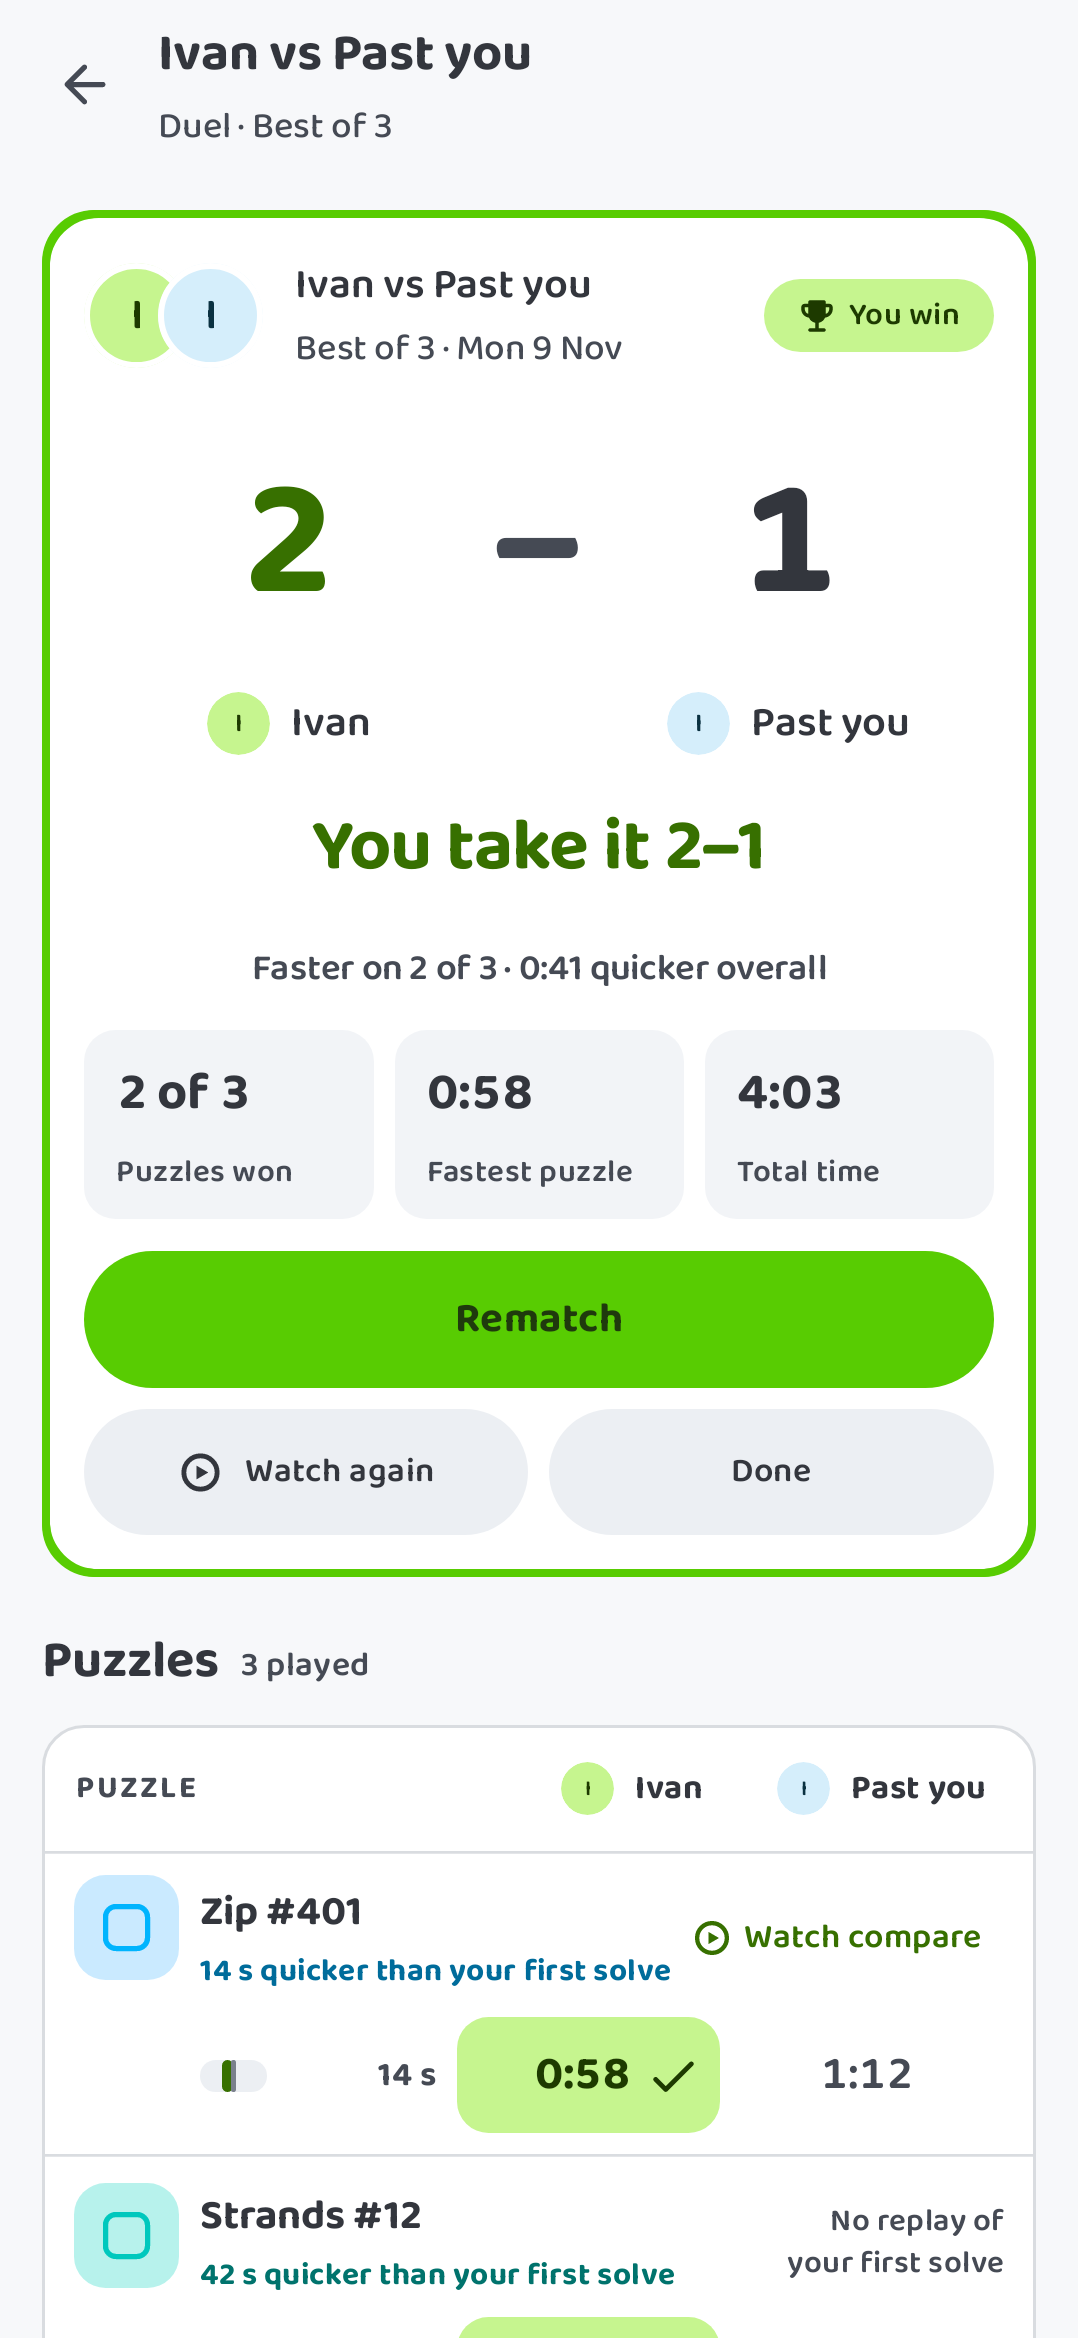 Ivan vs Past you
Duel · Best of 3
I I
Ivan vs Past you
Best of 3 · Mon 9 Nov
You win
2 – 1
I Ivan
I Past you
You take it 2–1
Faster on 2 of 3 · 0:41 quicker overall
2 of 3
Puzzles won
0:58
Fastest puzzle
4:03
Total time
Rematch
Watch again
Done
Puzzles 3 played
PUZZLE
I Ivan
I Past you
Zip #401
14 s quicker than your first solve
Watch compare
14 s
0:58
1:12
Strands #12
42 s quicker than your first solve
No replay of
your first solve